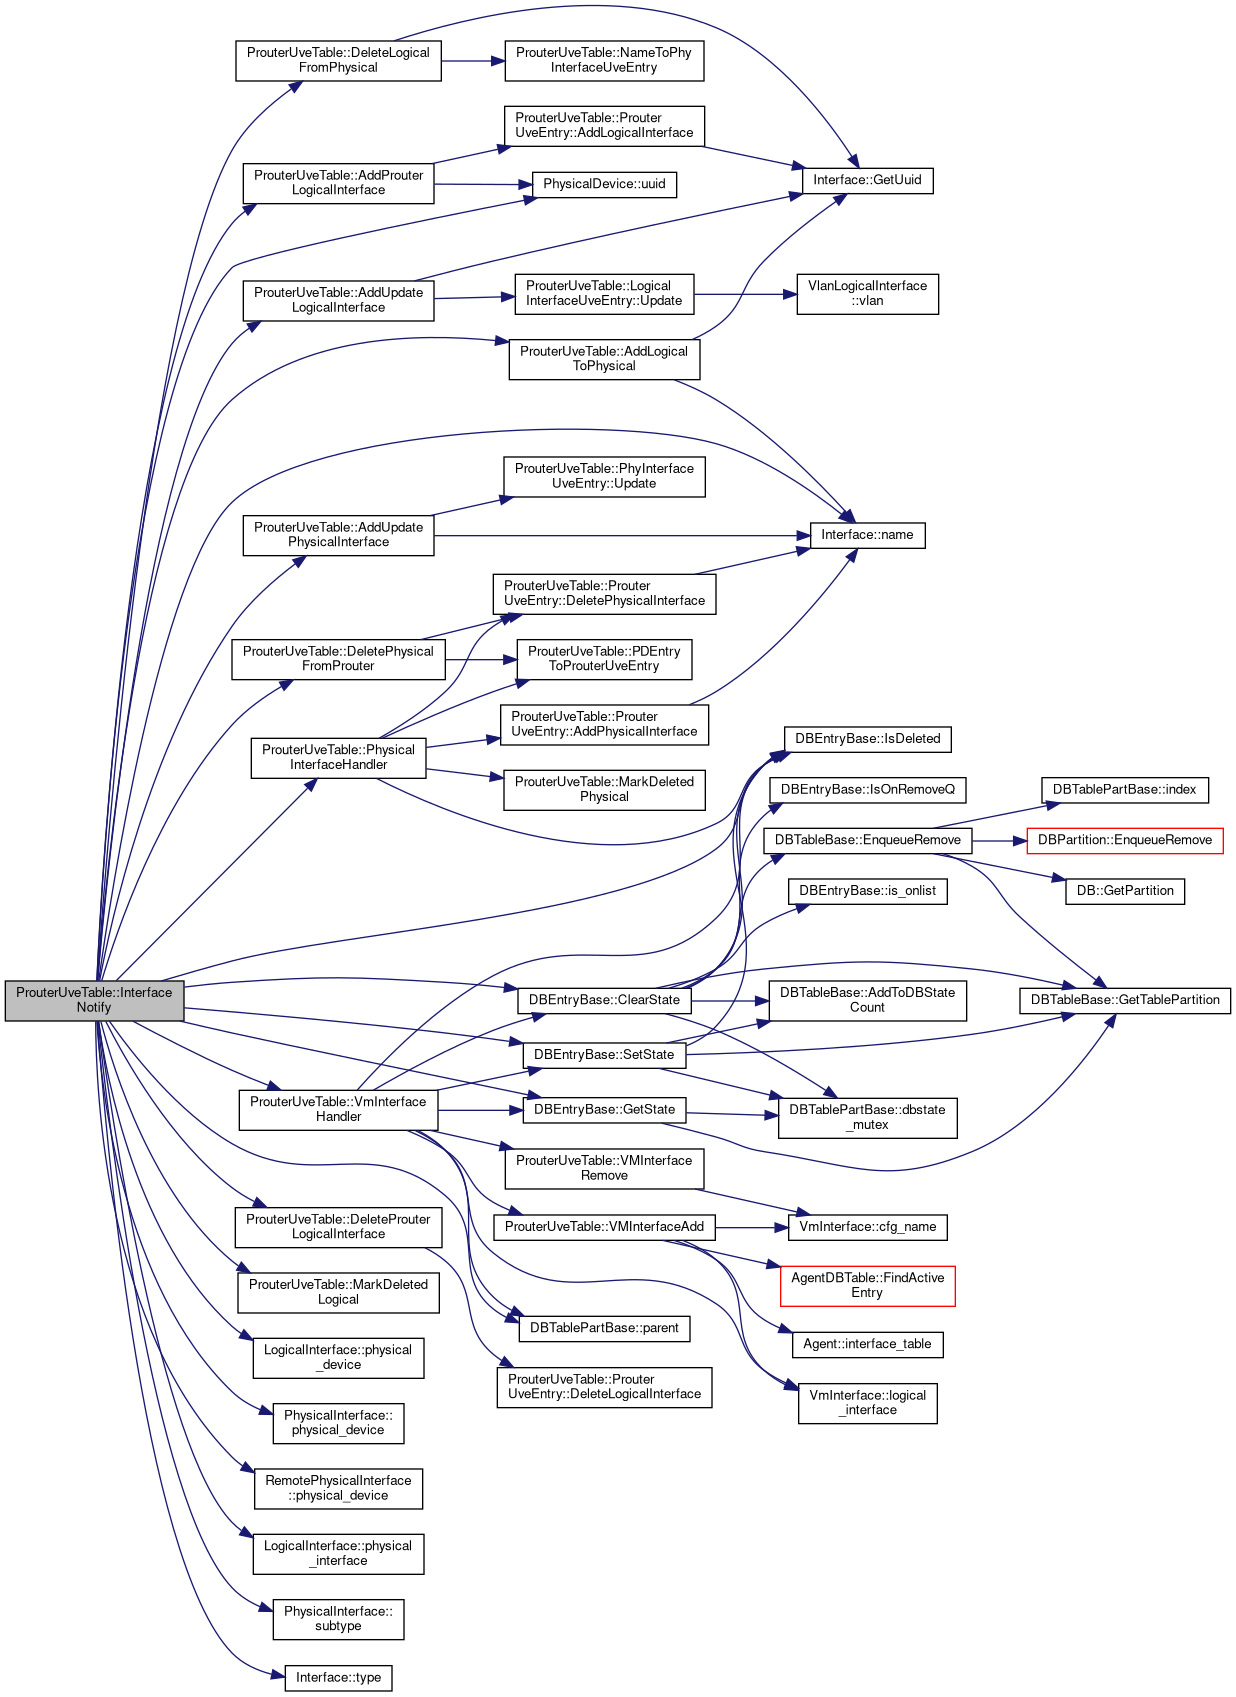 ProuterUveTable::DeleteLogical
FromPhysical
ProuterUveTable::NameToPhy
InterfaceUveEntry
ProuterUveTable::Prouter
UveEntry::AddLogicalInterface
ProuterUveTable::AddProuter
LogicalInterface
PhysicalDevice::uuid
Interface::GetUuid
ProuterUveTable::AddUpdate
LogicalInterface
ProuterUveTable::Logical
InterfaceUveEntry::Update
VlanLogicalInterface
::vlan
ProuterUveTable::AddLogical
ToPhysical
ProuterUveTable::PhyInterface
UveEntry::Update
ProuterUveTable::AddUpdate
PhysicalInterface
Interface::name
ProuterUveTable::Prouter
UveEntry::DeletePhysicalInterface
ProuterUveTable::DeletePhysical
FromProuter
ProuterUveTable::PDEntry
ToProuterUveEntry
ProuterUveTable::Prouter
UveEntry::AddPhysicalInterface
ProuterUveTable::Physical
InterfaceHandler
DBEntryBase::IsDeleted
ProuterUveTable::MarkDeleted
Physical
DBEntryBase::IsOnRemoveQ
DBTablePartBase::index
DBTableBase::EnqueueRemove
DBPartition::EnqueueRemove
DBEntryBase::is_onlist
DB::GetPartition
ProuterUveTable::Interface
Notify
DBEntryBase::ClearState
DBTableBase::AddToDBState
Count
DBTableBase::GetTablePartition
DBEntryBase::SetState
ProuterUveTable::VmInterface
Handler
DBEntryBase::GetState
DBTablePartBase::dbstate
_mutex
ProuterUveTable::VMInterface
Remove
ProuterUveTable::DeleteProuter
LogicalInterface
ProuterUveTable::VMInterfaceAdd
VmInterface::cfg_name
ProuterUveTable::MarkDeleted
Logical
AgentDBTable::FindActive
Entry
DBTablePartBase::parent
Agent::interface_table
LogicalInterface::physical
_device
ProuterUveTable::Prouter
UveEntry::DeleteLogicalInterface
VmInterface::logical
_interface
PhysicalInterface::
physical_device
RemotePhysicalInterface
::physical_device
LogicalInterface::physical
_interface
PhysicalInterface::
subtype
Interface::type